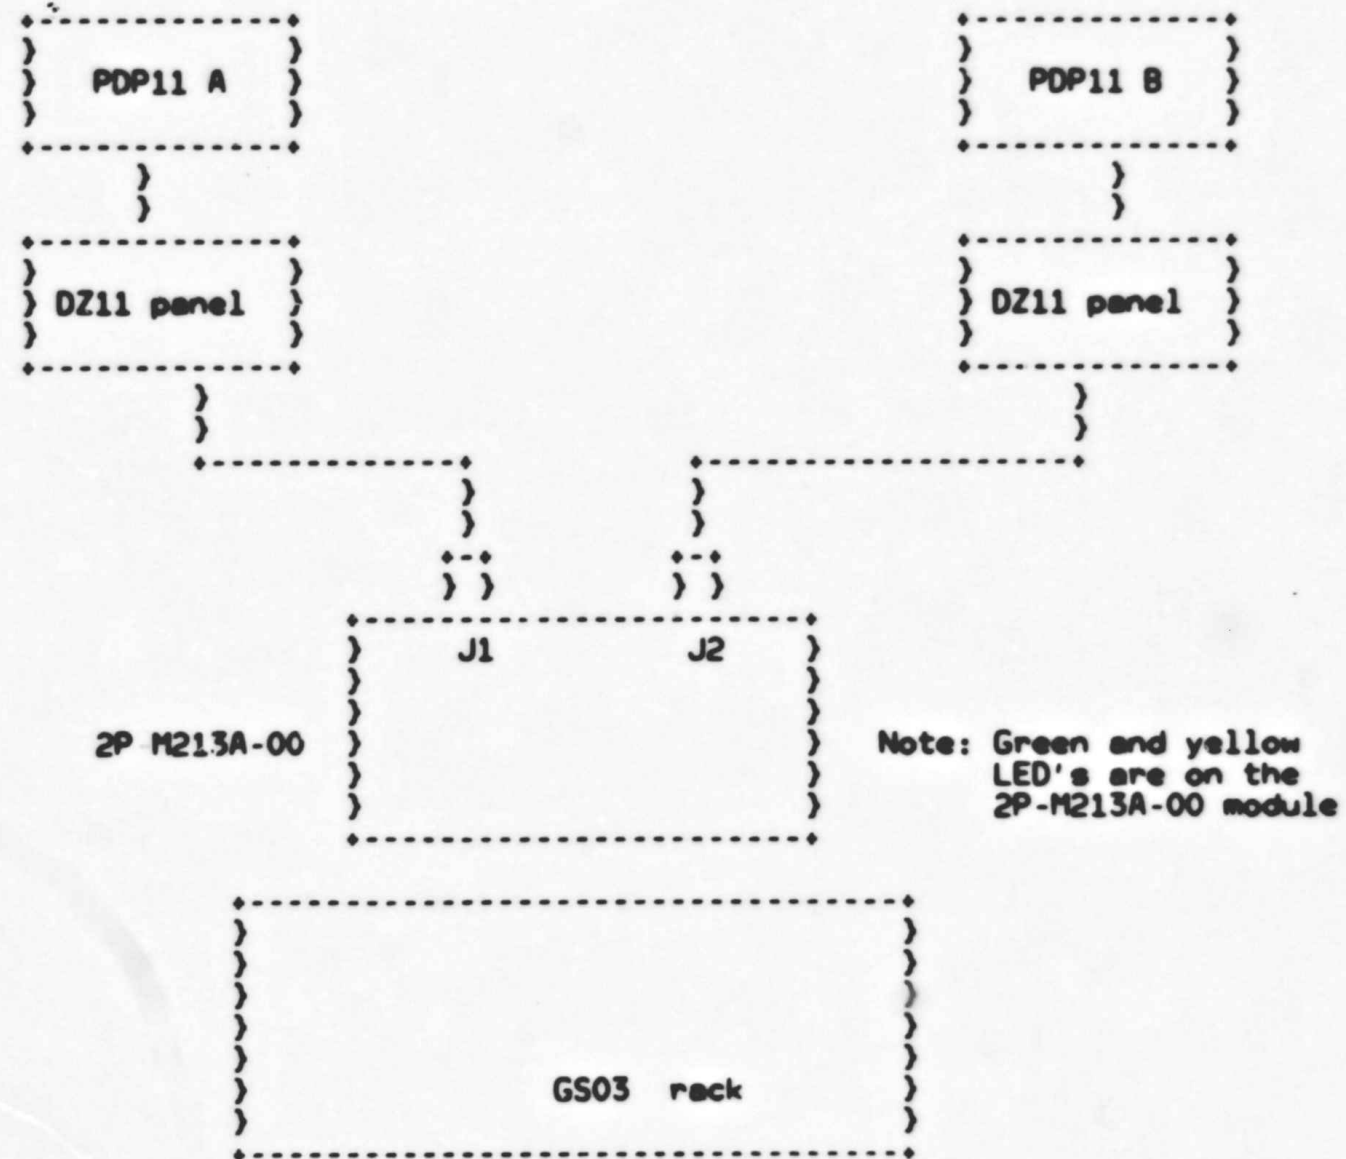 PDP11 A
PDP11 B
DZ11 panel
DZ11 panel
J1
J2
2P M213A-00
Note: Green and yellow
LED's are on the
2P-M213A-00 module
GS03 rack